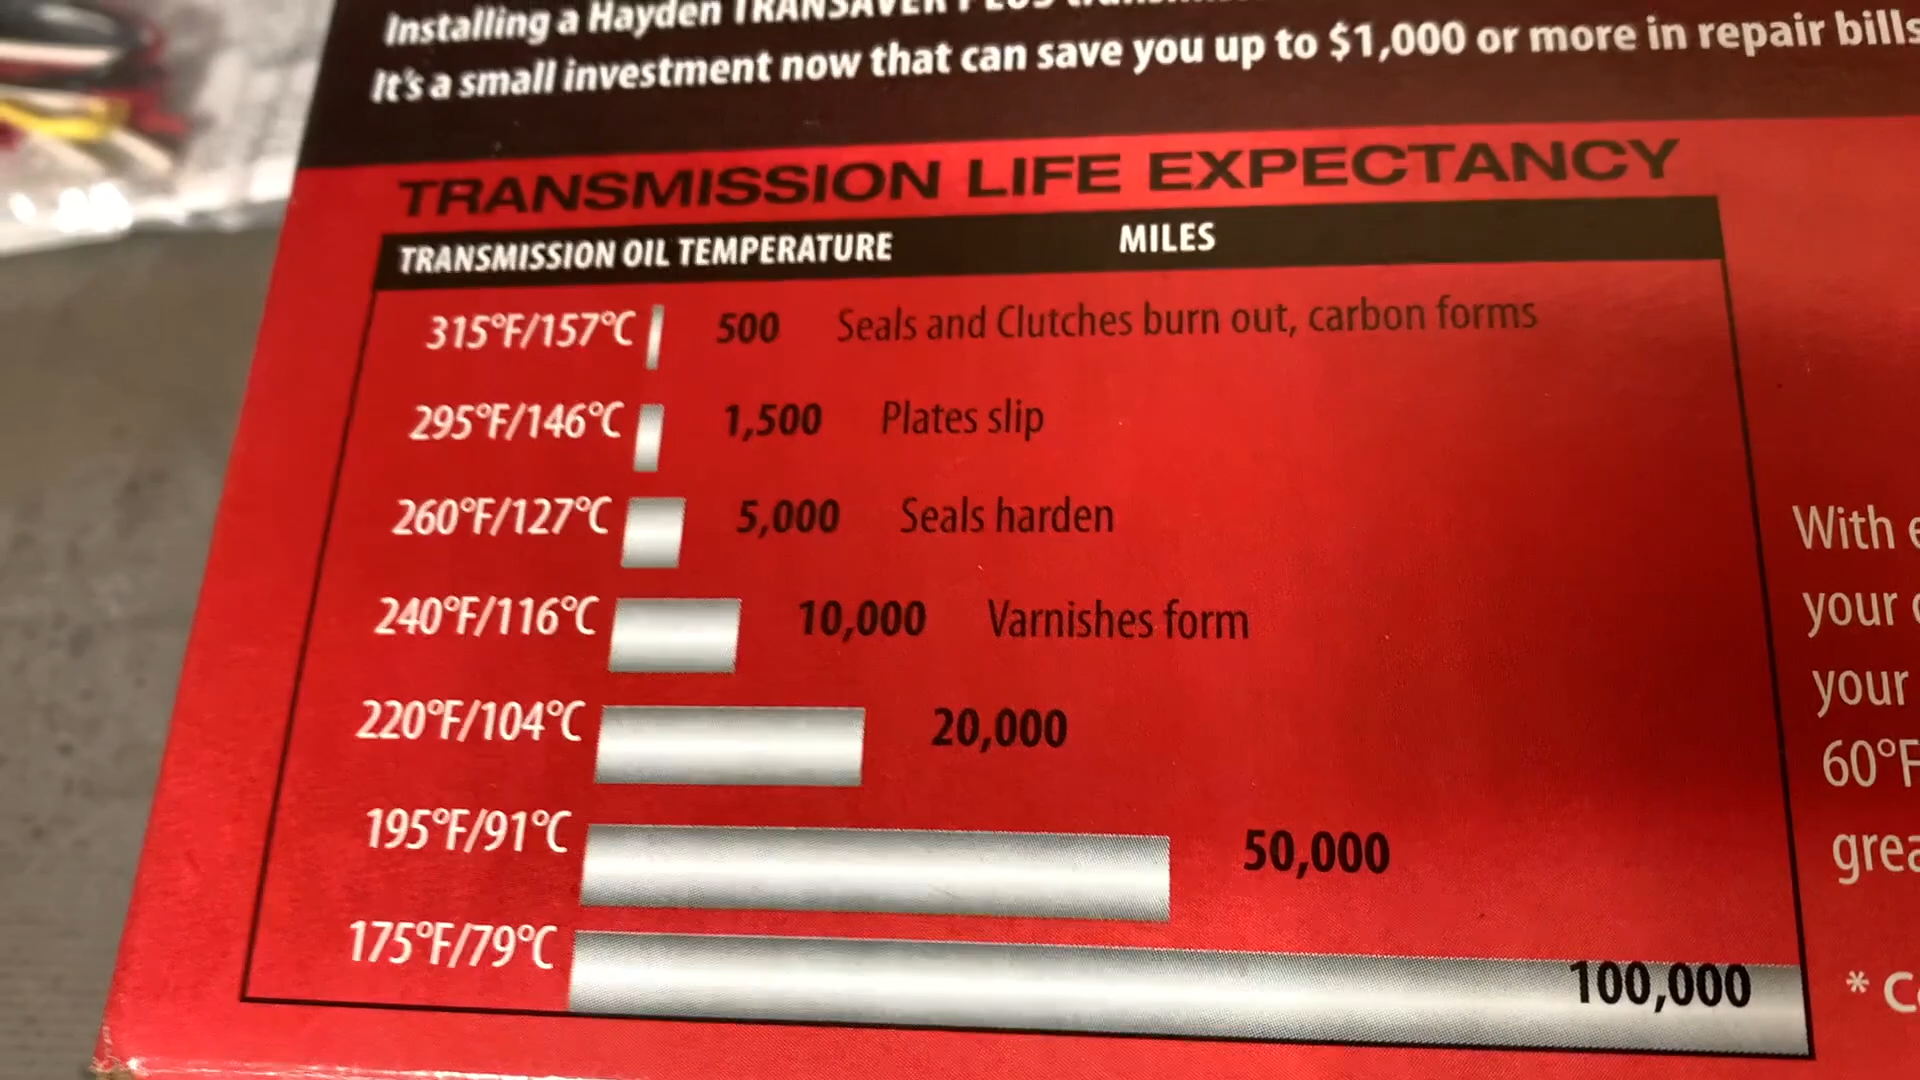 Installing a Hayden TRANSAVER PLUS
It's a small investment now that can save you up to $1,000 or more in repair bills
TRANSMISSION LIFE EXPECTANCY
TRANSMISSION OIL TEMPERATURE MILES
315°F/157°C 500 Seals and Clutches burn out, carbon forms
295°F/146°C 1,500 Plates slip
260°F/127°C 5,000 Seals harden
240°F/116°C 10,000 Varnishes form
220°F/104°C 20,000
195°F/91°C 50,000
175°F/79°C 100,000
With
your
your
60°F
* C